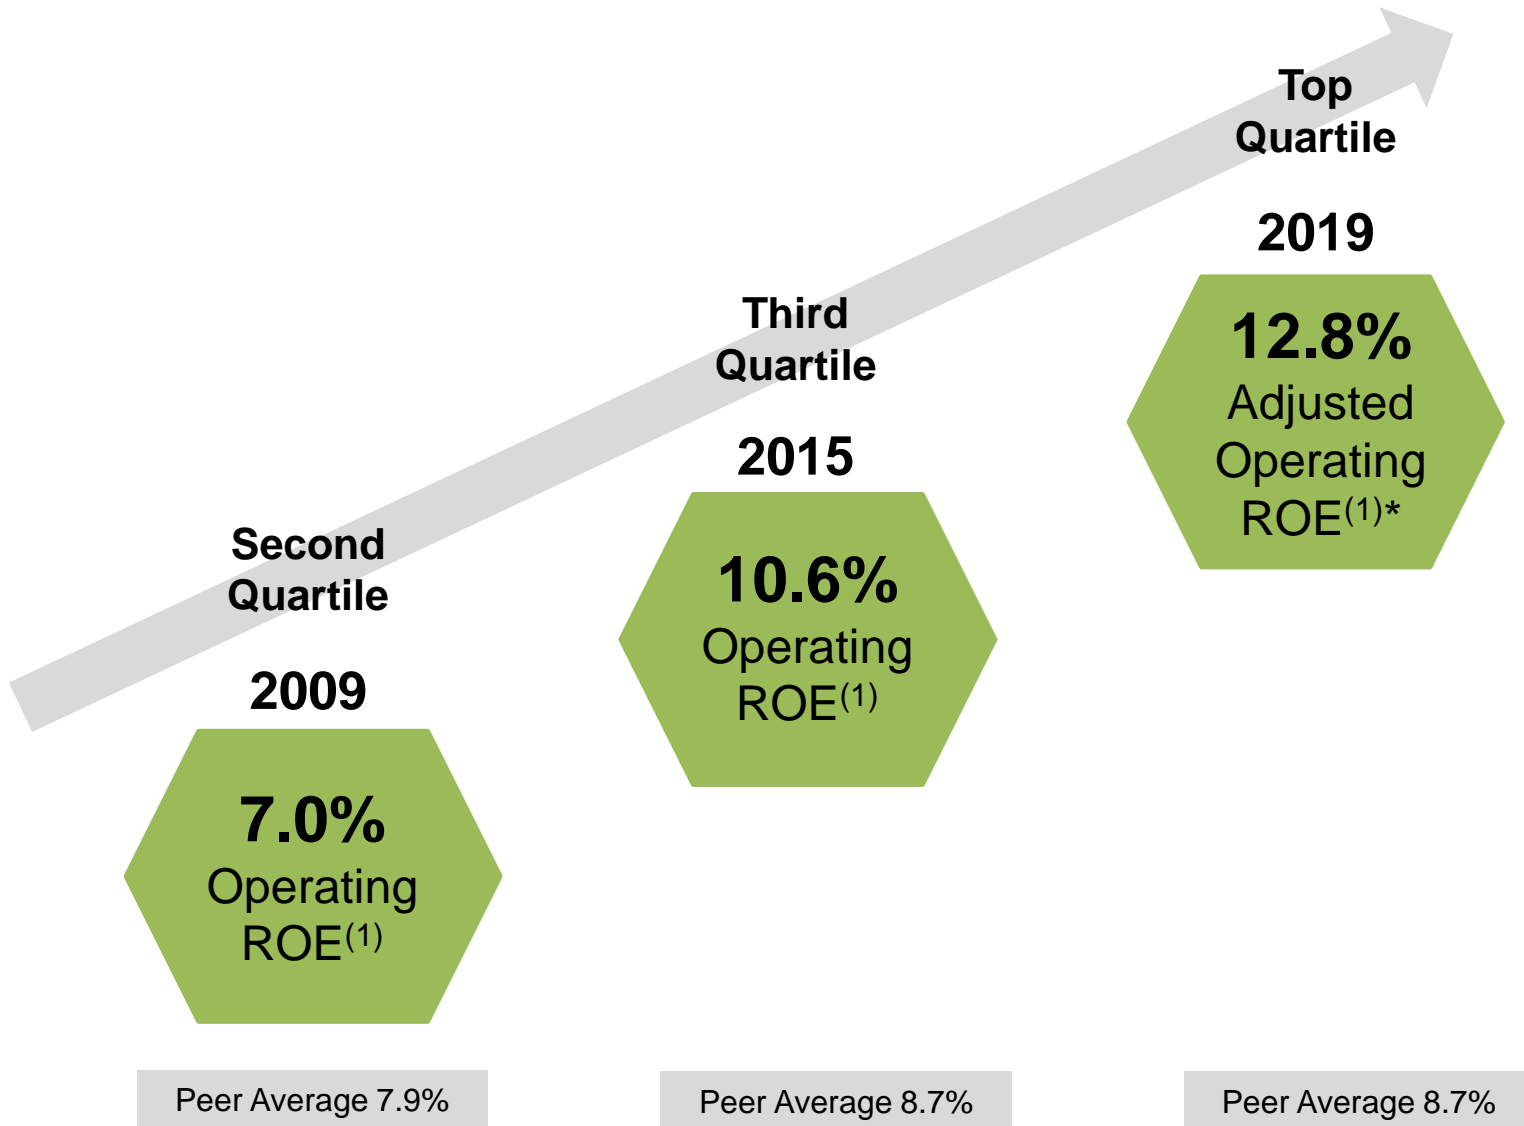 Top
Quartile
2019
12.8%
Adjusted
Operating
ROE(1)*
Third
Quartile
2015
10.6%
Operating
ROE(1)
Second
Quartile
2009
7.0%
Operating
ROE(1)
Peer Average 7.9%
Peer Average 8.7%
Peer Average 8.7%